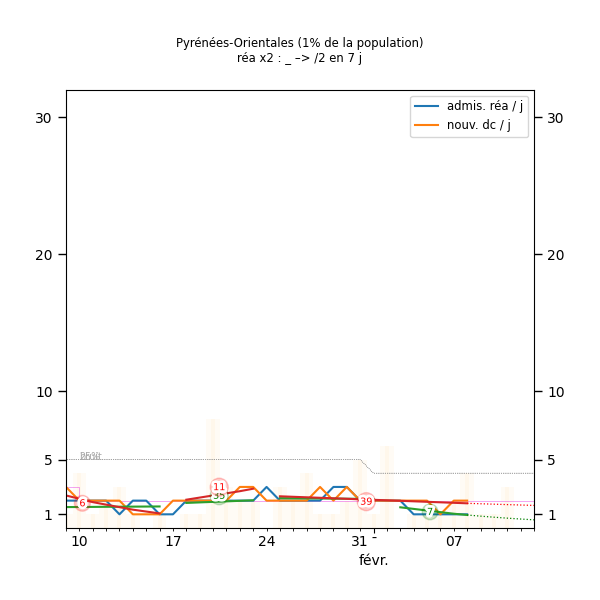 Pyrénées-Orientales (1% de la population)
réa x2 : _ –> /2 en 7 j
admis. réa / j
nouv. dc / j
30 30
20 20
10 10
5 5
1 1
11
6
39
7
10 17 24 31 - 07
févr.